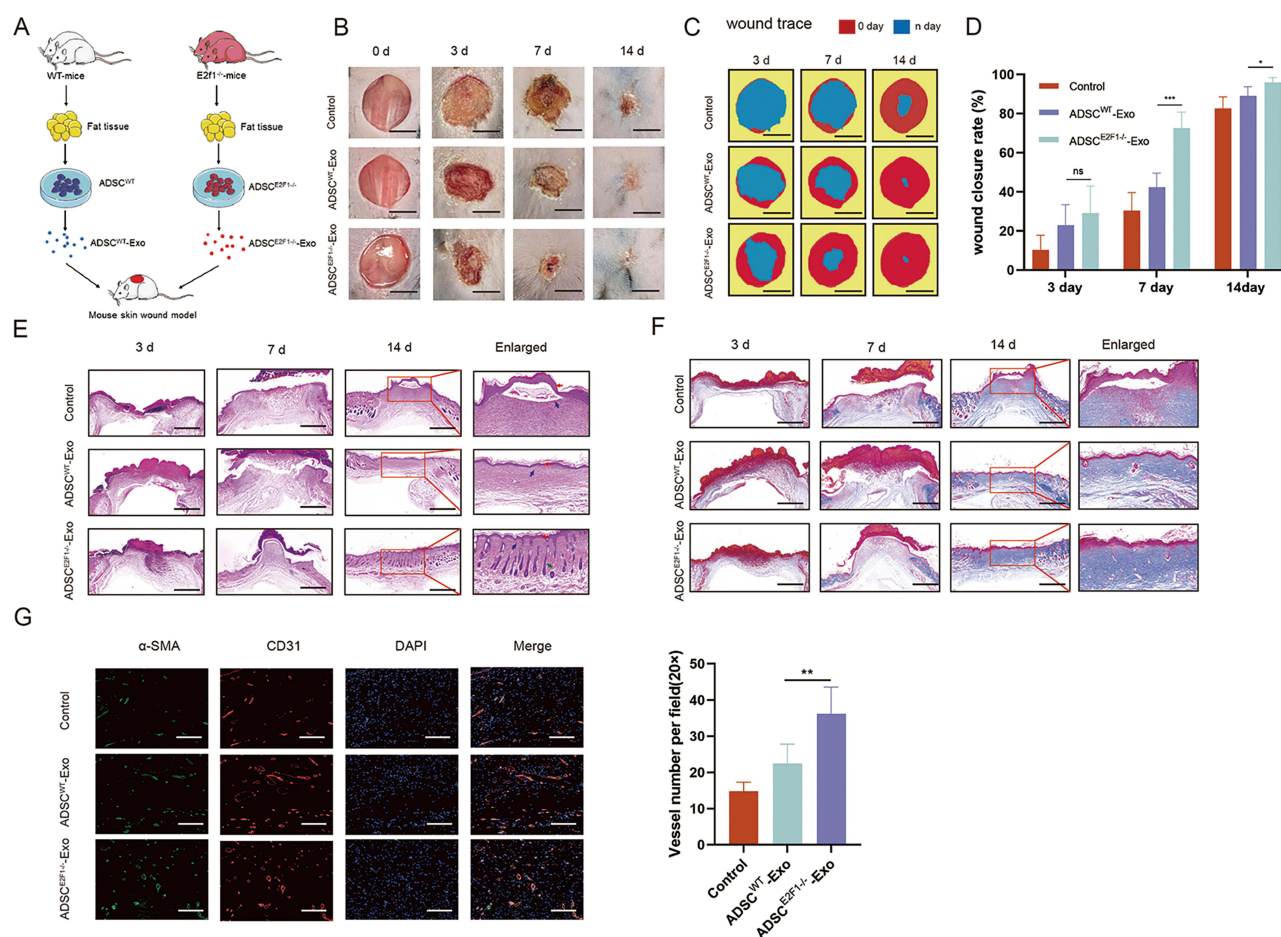 A
WT-mice
E2f1-/--mice
Fat tissue
Fat tissue
ADSCWT
ADSCE2F1-/-
ADSCWT-Exo
ADSCE2F1-/--Exo
Mouse skin wound model
B
0 d
3 d
7 d
14 d
Control
ADSCWT-Exo
ADSCE2F1-/--Exo
C
wound trace
0 day
n day
3 d
7 d
14 d
Control
ADSCWT-Exo
ADSCE2F1-/--Exo
D
wound closure rate (%)
100
80
60
40
20
0
Control
ADSCWT-Exo
ADSCE2F1-/--Exo
ns
***
*
3 day
7 day
14day
E
3 d
7 d
14 d
Enlarged
Control
ADSCWT-Exo
ADSCE2F1-/--Exo
F
3 d
7 d
14 d
Enlarged
Control
ADSCWT-Exo
ADSCE2F1-/--Exo
G
α-SMA
CD31
DAPI
Merge
Control
ADSCWT-Exo
ADSCE2F1-/--Exo
Vessel number per field(20×)
50
40
30
20
10
0
**
Control
ADSCWT-Exo
ADSCE2F1-/--Exo